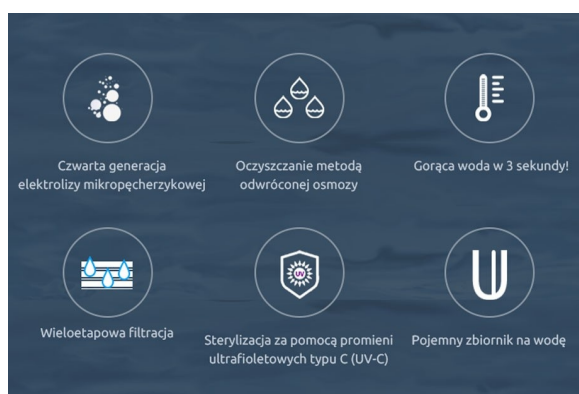 Czwarta generacja
elektrolizy mikropęcherzykowej
Oczyszczanie metodą
odwróconej osmozy
Gorąca woda w 3 sekundy!
Wieloetapowa filtracja
UV
Sterylizacja za pomocą promieni
ultrafioletowych typu C (UV-C)
Pojemny zbiornik na wodę